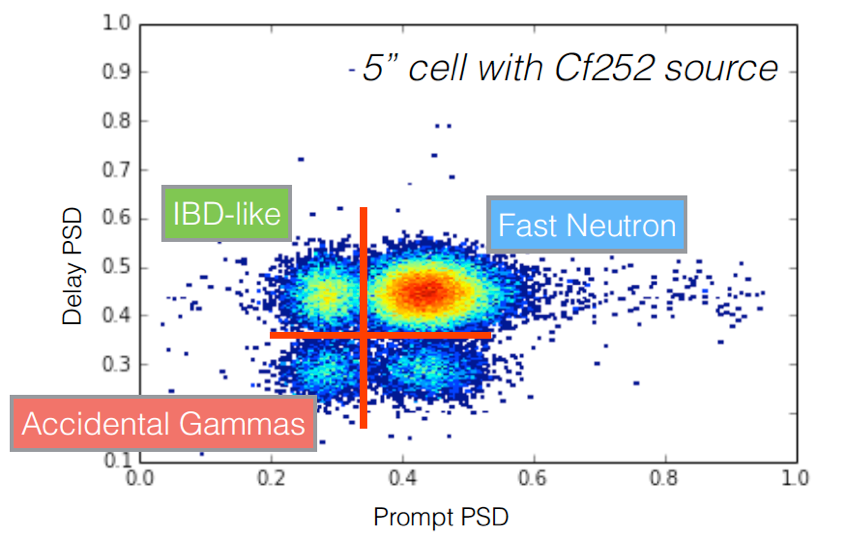 1.0
0.9
0.8
0.7
0.6
0.5
0.4
0.3
0.1
5” cell with Cf252 source
IBD-like
Fast Neutron
Accidental Gammas
Delay PSD
0.0 0.2 0.4 0.6 0.8 1.0
Prompt PSD